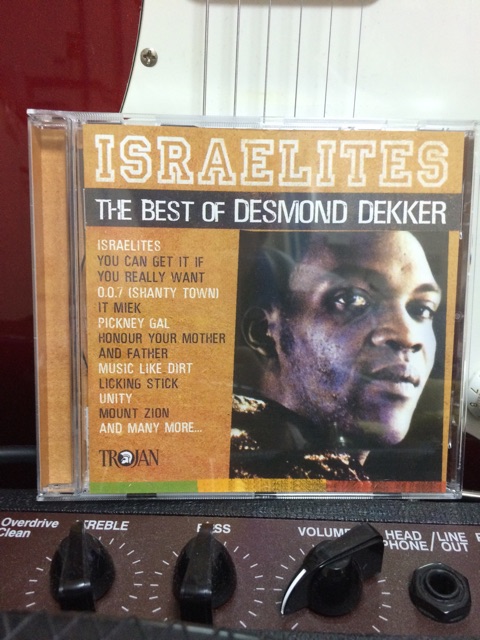 ISRAELITES
THE BEST OF DESMOND DEKKER
ISRAELITES
YOU CAN GET IT IF
YOU REALLY WANT
0.0.7 (SHANTY TOWN)
IT MIEK
PICKNEY GAL
HONOUR YOUR MOTHER
AND FATHER
MUSIC LIKE DIRT
LICKING STICK
UNITY
MOUNT ZION
AND MANY MORE...
TROJAN
Overdrive
Clean
TREBLE
BASS
VOLUME
HEAD PHONE/LINE OUT